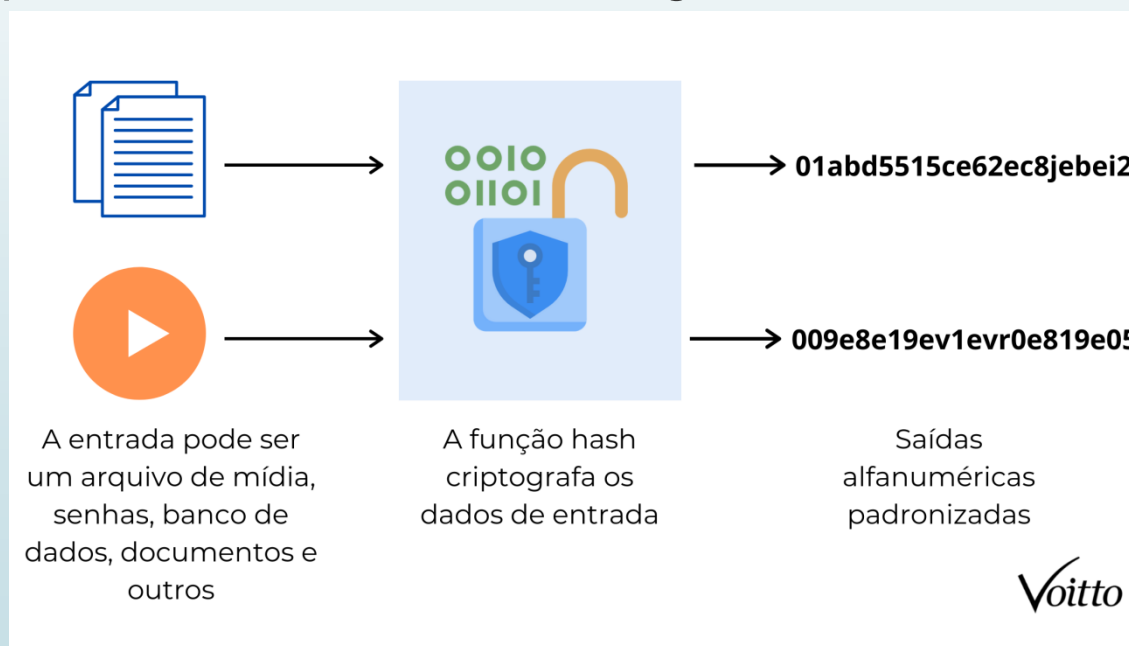 0010
01101
01abd5515ce62ec8jebei2
009e8e19ev1evr0e819e05
A entrada pode ser
um arquivo de mídia,
senhas, banco de
dados, documentos e
outros
A função hash
criptografa os
dados de entrada
Saídas
alfanuméricas
padronizadas
Voitto